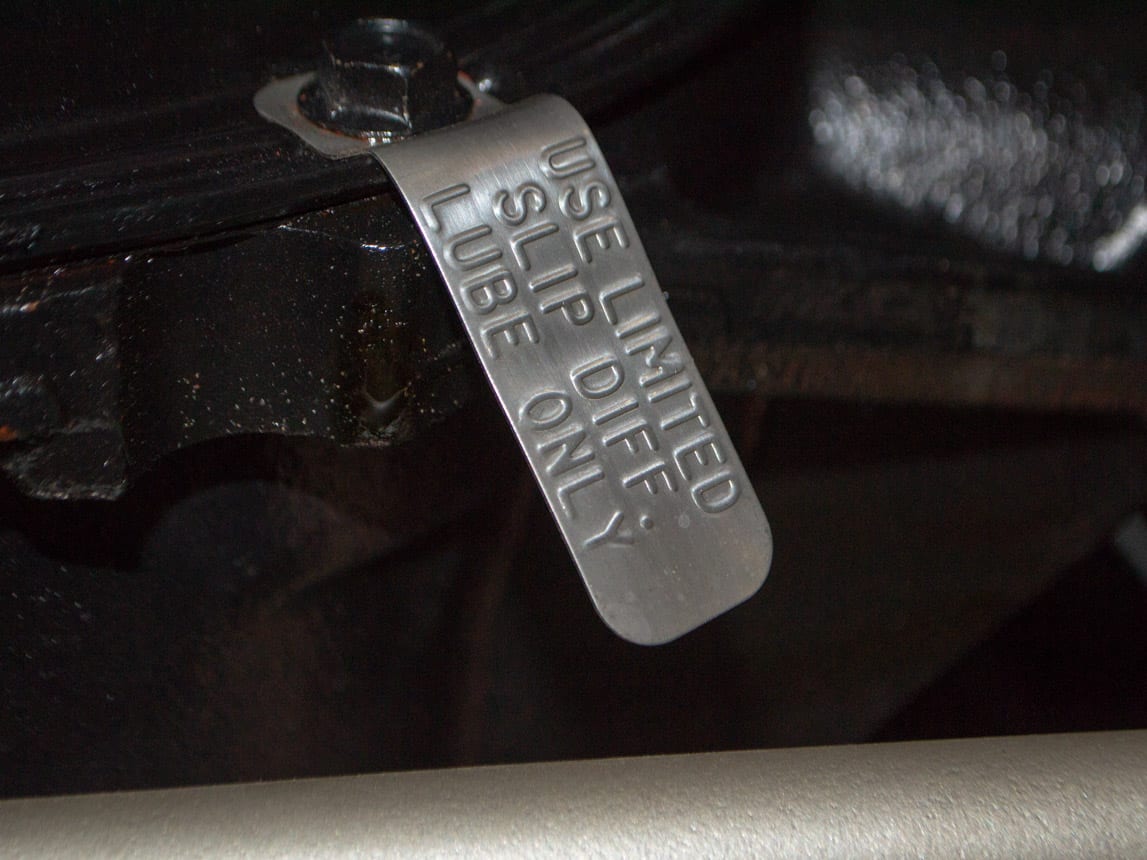 USE LIMITED
SLIP DIFF.
LUBE ONLY